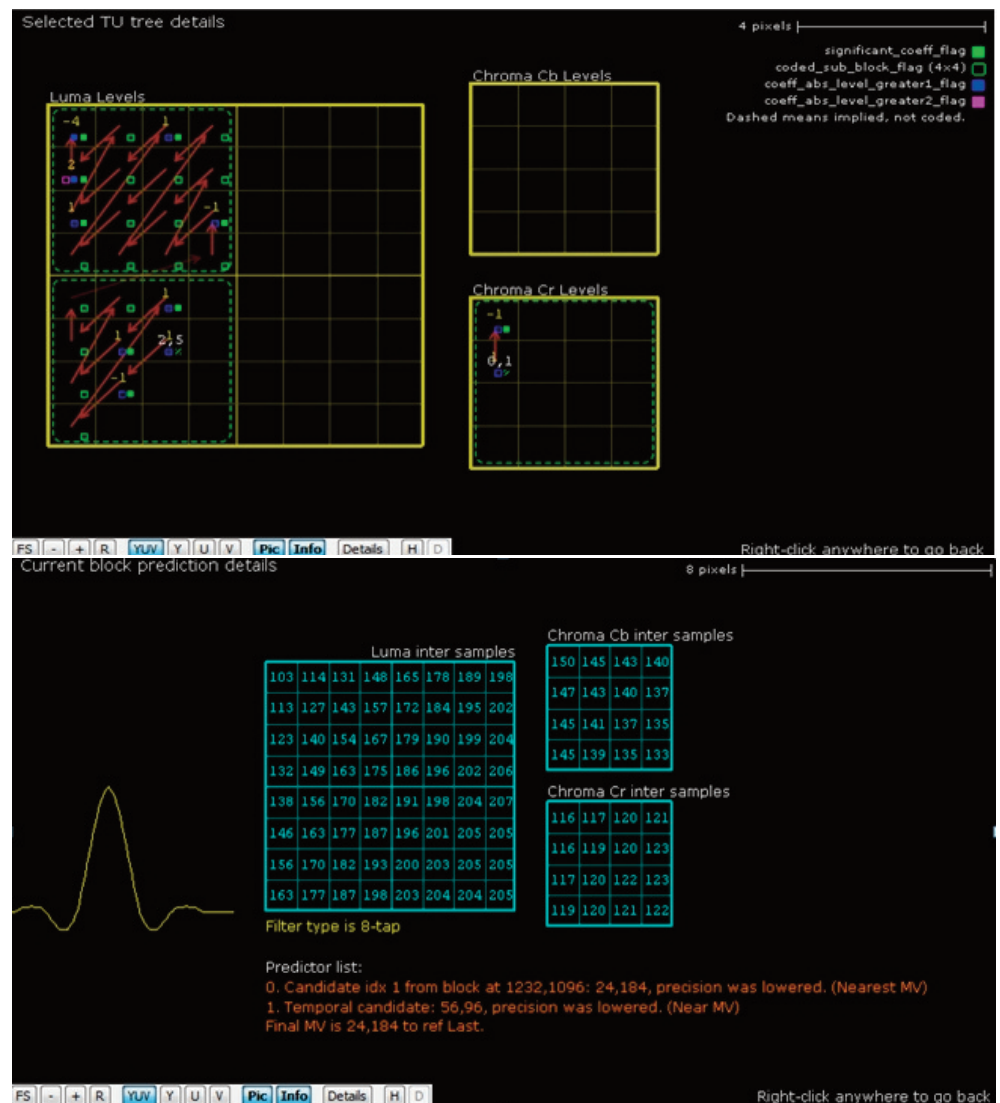 Selected TU tree details
4 pixels
significant_coeff_flag
coded_sub_block_flag (4x4)
coeff_abs_level_greater1_flag
coeff_abs_level_greater2_flag
Dashed means implied, not coded.
Luma Levels
-4 1
2
1 -1
1
1 2,5
-1
Chroma Cb Levels
Chroma Cr Levels
-1
0,1
FS - + R YUV Y U V Pic Info Details H D
Right-click anywhere to go back
Current block prediction details
8 pixels
Luma inter samples
103 114 131 148 165 178 189 198
113 127 143 157 172 184 195 202
123 140 154 167 179 190 199 204
132 149 163 175 186 196 202 206
138 156 170 182 191 198 204 207
146 163 177 187 196 201 205 205
156 170 182 193 200 203 205 205
163 177 187 198 203 204 204 205
Filter type is 8-tap
Chroma Cb inter samples
150 145 143 140
147 143 140 137
145 141 137 135
145 139 135 133
Chroma Cr inter samples
116 117 120 121
116 119 120 123
117 120 122 123
119 120 121 122
Predictor list:
0. Candidate idx 1 from block at 1232,1096: 24,184, precision was lowered. (Nearest MV)
1. Temporal candidate: 56,96, precision was lowered. (Near MV)
Final MV is 24,184 to ref Last.
FS - + R YUV Y U V Pic Info Details H D
Right-click anywhere to go back